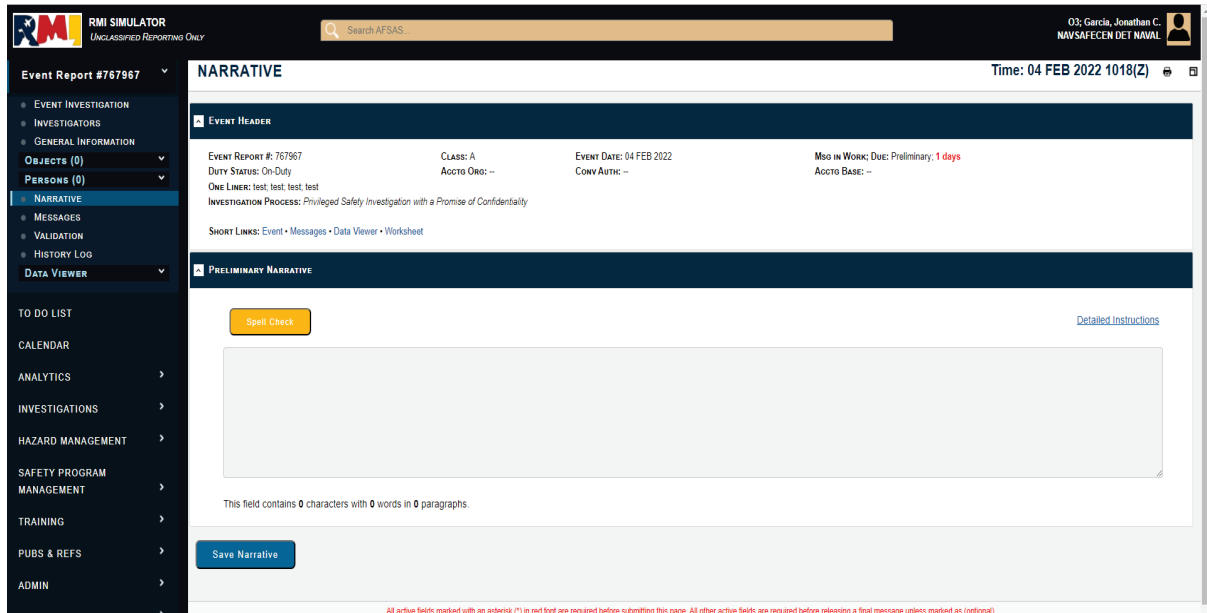 RMI
RMI SIMULATOR
UNCLASSIFIED REPORTING ONLY
Search AFSAS...
O3; Garcia, Jonathan C.
NAVSAFECEN DET NAVAL
Event Report #767967
EVENT INVESTIGATION
INVESTIGATORS
GENERAL INFORMATION
OBJECTS (0)
PERSONS (0)
NARRATIVE
MESSAGES
VALIDATION
HISTORY LOG
DATA VIEWER
TO DO LIST
CALENDAR
ANALYTICS
INVESTIGATIONS
HAZARD MANAGEMENT
SAFETY PROGRAM
MANAGEMENT
TRAINING
PUBS & REFS
ADMIN
NARRATIVE
Time: 04 FEB 2022 1018(Z)
EVENT HEADER
EVENT REPORT #: 767967 CLASS: A EVENT DATE: 04 FEB 2022 MSG IN WORK; DUE: Preliminary; 1 days
DUTY STATUS: On-Duty ACCTG ORG: -- CONV AUTH: -- ACCTG BASE: --
ONE LINER: test; test; test; test
INVESTIGATION PROCESS: Privileged Safety Investigation with a Promise of Confidentiality
SHORT LINKS: Event • Messages • Data Viewer • Worksheet
PRELIMINARY NARRATIVE
Spell Check
Detailed Instructions
This field contains 0 characters with 0 words in 0 paragraphs.
Save Narrative
All active fields marked with an asterisk (*) in red font are required before submitting this page. All other active fields are required before releasing a final message unless marked as (optional)